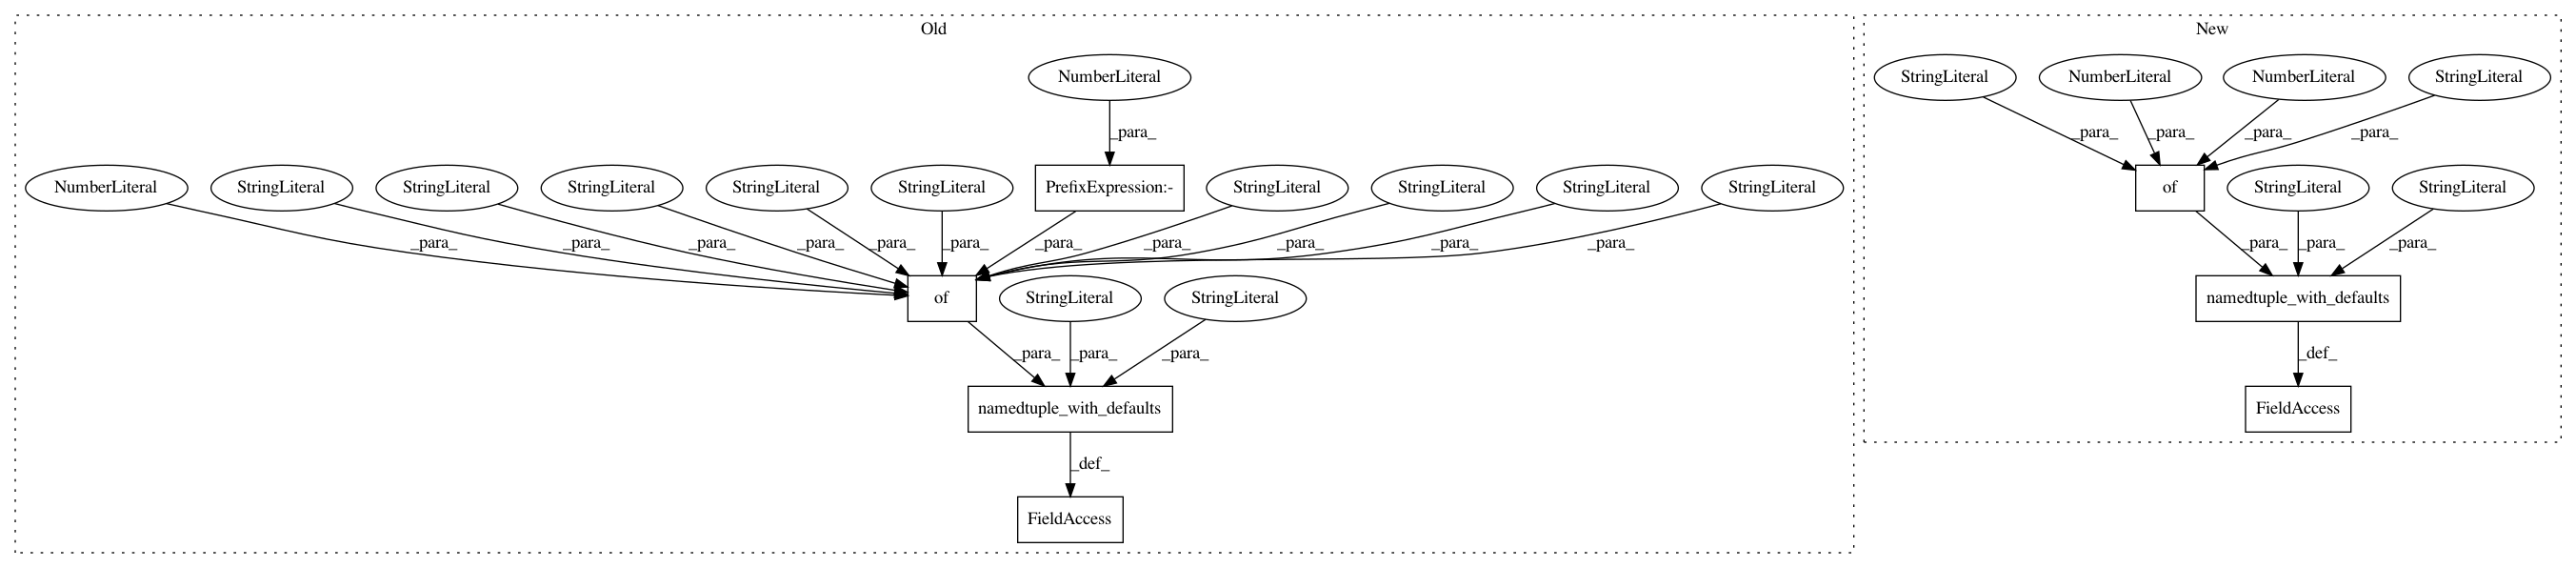 Old
New
NumberLiteral
StringLiteral
NumberLiteral
NumberLiteral
StringLiteral
_para_
_para_
_para_
_para_
_para_
NumberLiteral
StringLiteral
StringLiteral
StringLiteral
StringLiteral
StringLiteral
PrefixExpression:-
StringLiteral
StringLiteral
StringLiteral
StringLiteral
of
StringLiteral
StringLiteral
_para_
_para_
_para_
_para_
_para_
_para_
_para_
_para_
_para_
_para_
_para_
_para_
_para_
_para_
of
StringLiteral
StringLiteral
namedtuple_with_defaults
_para_
_para_
_para_
_def_
namedtuple_with_defaults
FieldAccess
_def_
FieldAccess